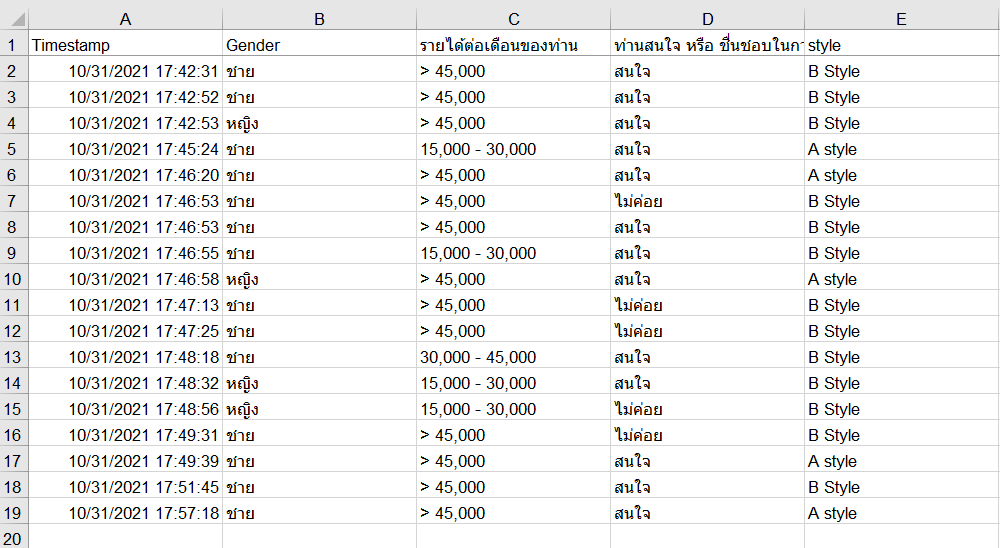 A B C D E
1 Timestamp Gender รายได้ต่อเดือนของท่าน ท่านสนใจ หรือ ชื่นชอบในกา style
2 10/31/2021 17:42:31 ชาย > 45,000 สนใจ B Style
3 10/31/2021 17:42:52 ชาย > 45,000 สนใจ B Style
4 10/31/2021 17:42:53 หญิง > 45,000 สนใจ B Style
5 10/31/2021 17:45:24 ชาย 15,000 - 30,000 สนใจ A style
6 10/31/2021 17:46:20 ชาย > 45,000 สนใจ A style
7 10/31/2021 17:46:53 ชาย > 45,000 ไม่ค่อย B Style
8 10/31/2021 17:46:53 ชาย > 45,000 สนใจ B Style
9 10/31/2021 17:46:55 ชาย 15,000 - 30,000 สนใจ B Style
10 10/31/2021 17:46:58 หญิง > 45,000 สนใจ A style
11 10/31/2021 17:47:13 ชาย > 45,000 ไม่ค่อย B Style
12 10/31/2021 17:47:25 ชาย > 45,000 ไม่ค่อย B Style
13 10/31/2021 17:48:18 ชาย 30,000 - 45,000 สนใจ B Style
14 10/31/2021 17:48:32 หญิง 15,000 - 30,000 สนใจ B Style
15 10/31/2021 17:48:56 หญิง 15,000 - 30,000 ไม่ค่อย B Style
16 10/31/2021 17:49:31 ชาย > 45,000 ไม่ค่อย B Style
17 10/31/2021 17:49:39 ชาย > 45,000 สนใจ A style
18 10/31/2021 17:51:45 ชาย > 45,000 สนใจ B Style
19 10/31/2021 17:57:18 ชาย > 45,000 สนใจ A style
20